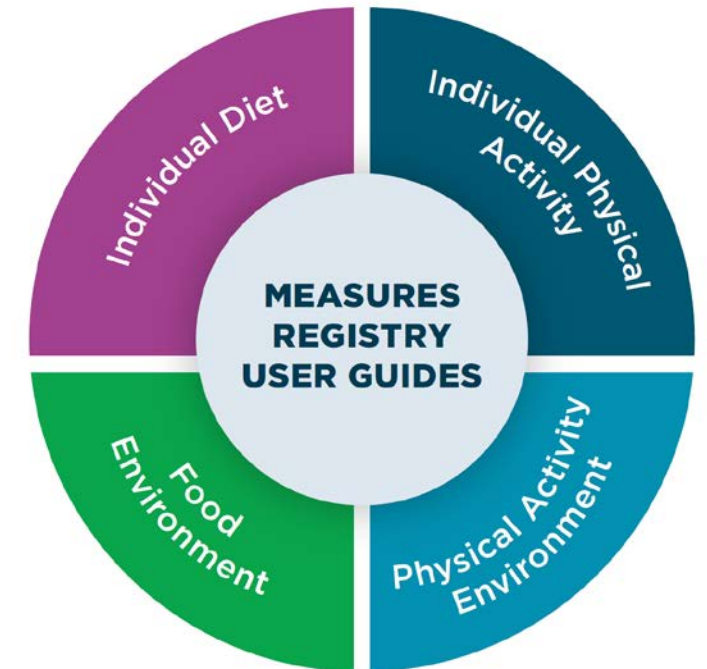 Individual Diet
Individual Physical
Activity
MEASURES
REGISTRY
USER GUIDES
Food
Environment
Physical Activity
Environment